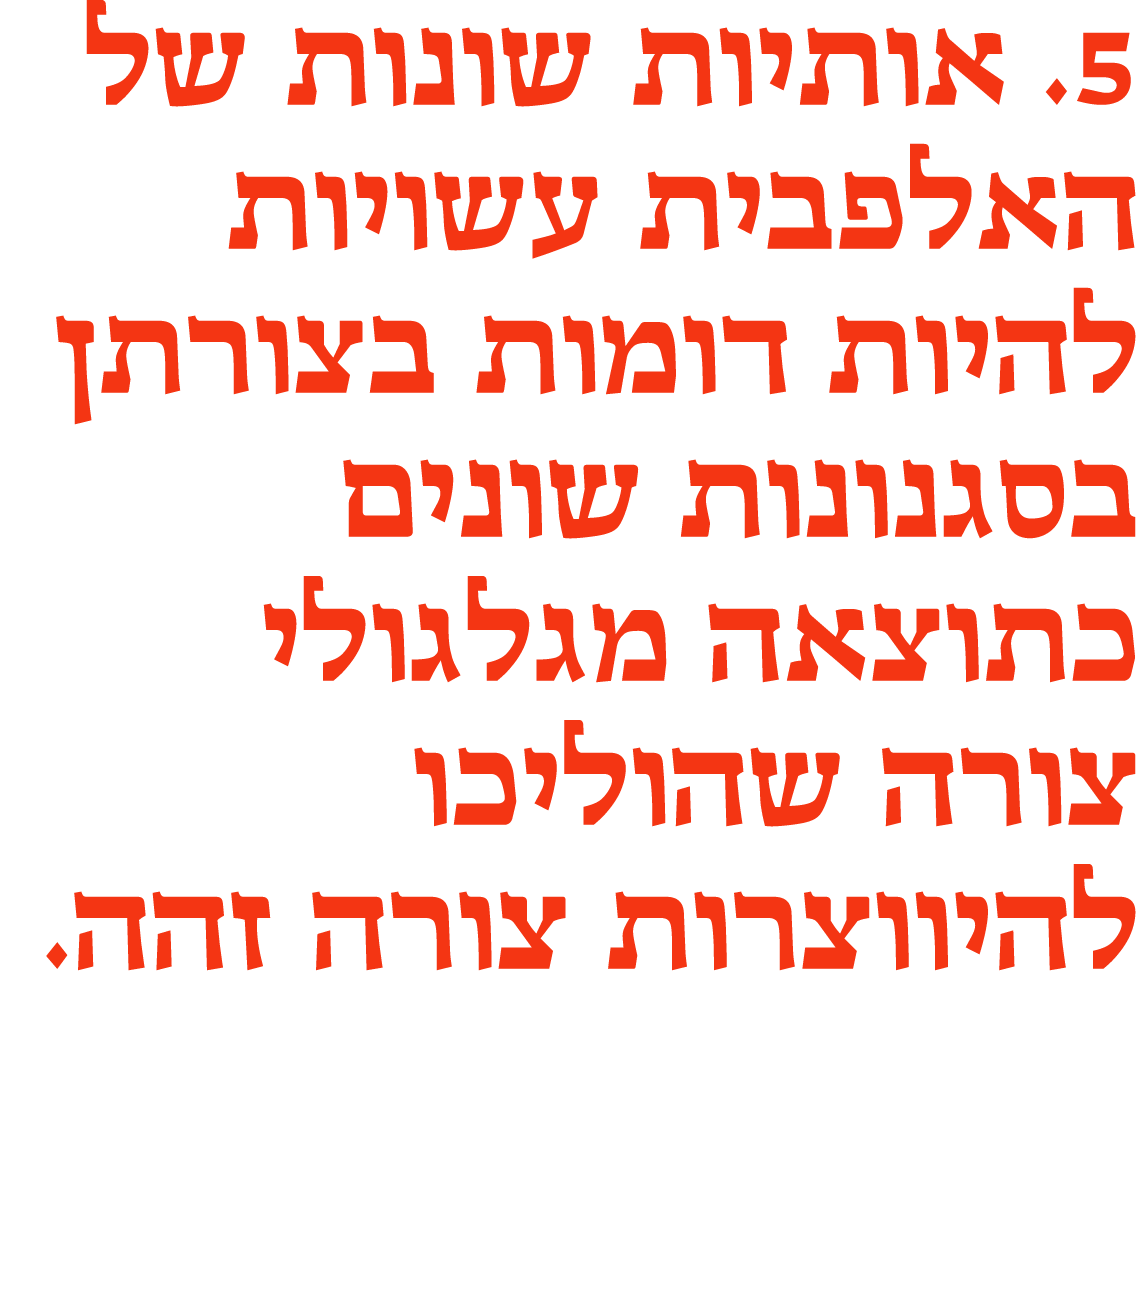 5. אותיות שונות של
האלפבית עשויות
להיות דומות בצורתן
בסגנונות שונים
כתוצאה מגלגולי
צורה שהוליכו
להיווצרות צורה זהה.